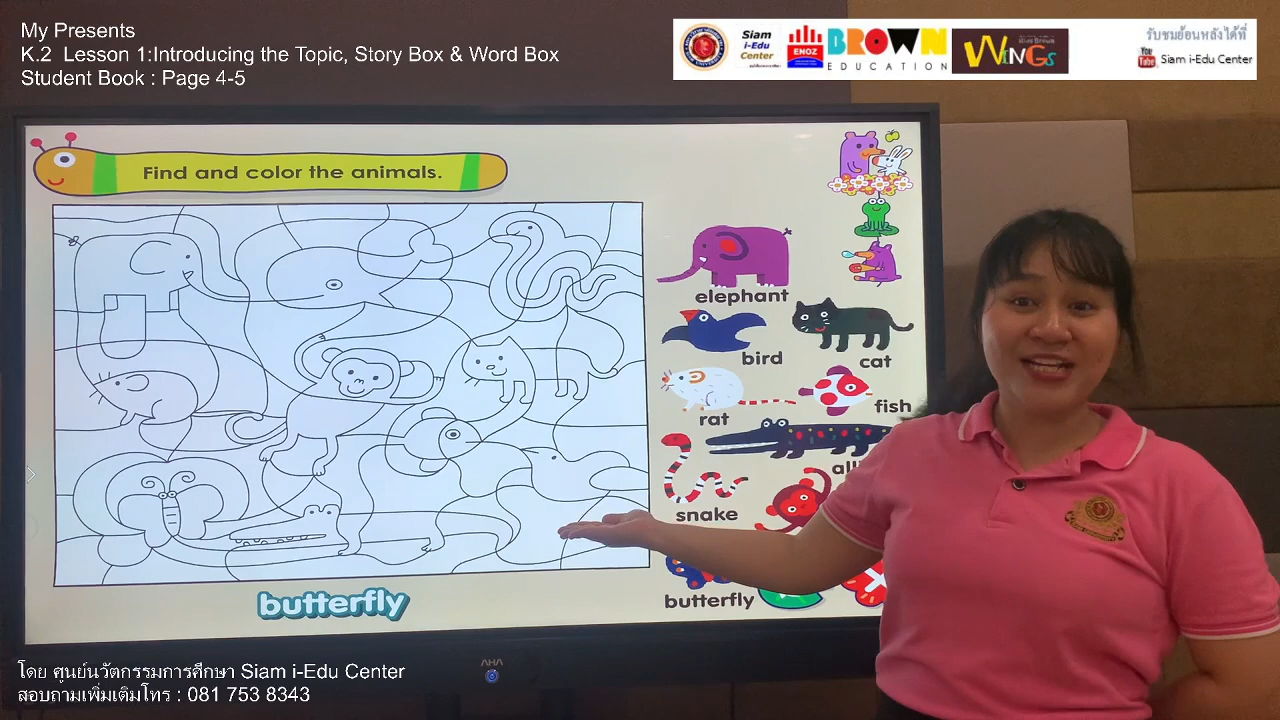 My Presents
K.2 Lesson 1:Introducing the Topic, Story Box & Word Box
Student Book : Page 4-5
Siam
i-Edu
Center
ENOZ
BROWN
EDUCATION
WiNGs
รับชมย้อนหลังได้ที่
You
Tube
Siam i-Edu Center
Find and color the animals.
elephant
bird
cat
rat
fish
all
snake
butterfly
butterfly
AHA
โดย ศูนย์นวัตกรรมการศึกษา Siam i-Edu Center
สอบถามเพิ่มเติมโทร : 081 753 8343